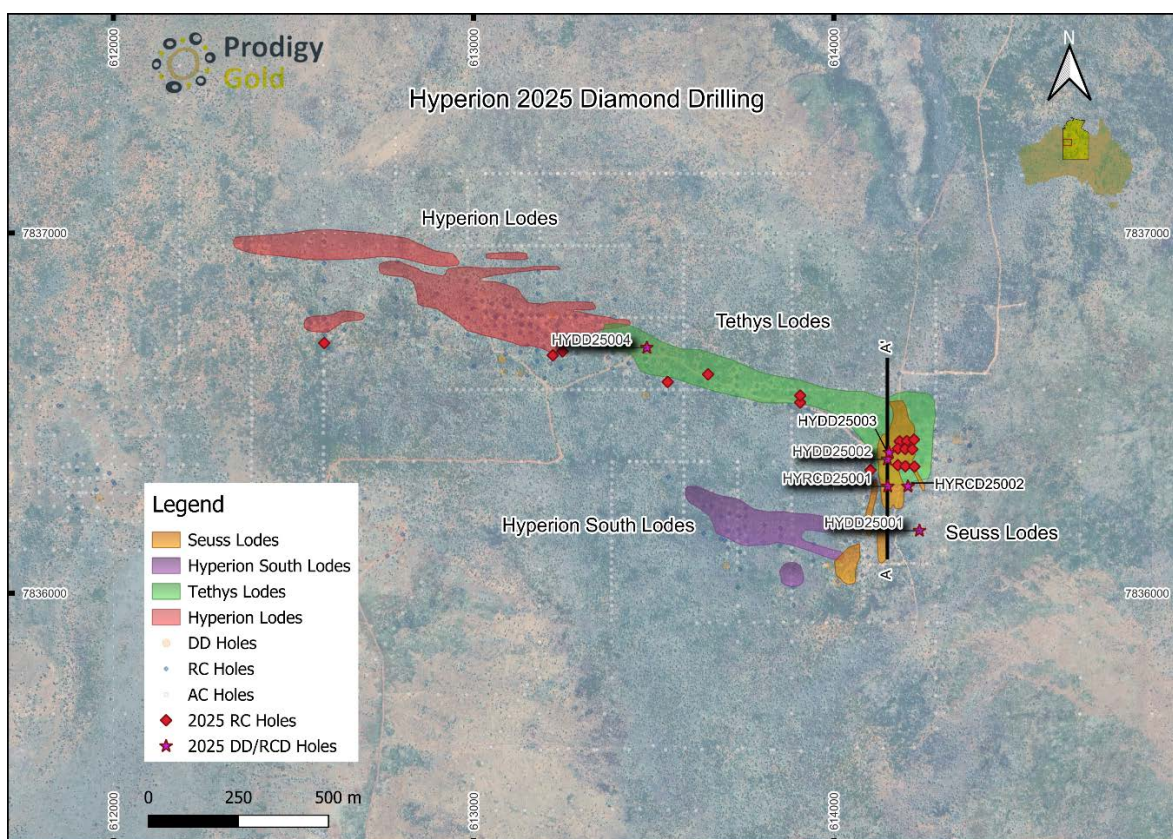 612000
613000
614000
Prodigy
Gold
Hyperion 2025 Diamond Drilling
N
7837000
7837000
Hyperion Lodes
Tethys Lodes
HYDD25004
A'
HYDD25003
HYDD25002
HYRCD25001
HYRCD25002
Hyperion South Lodes
HYDD25001
Seuss Lodes
A
7836000
7836000
Legend
Seuss Lodes
Hyperion South Lodes
Tethys Lodes
Hyperion Lodes
DD Holes
RC Holes
AC Holes
2025 RC Holes
2025 DD/RCD Holes
0 250 500 m
612000
613000
614000